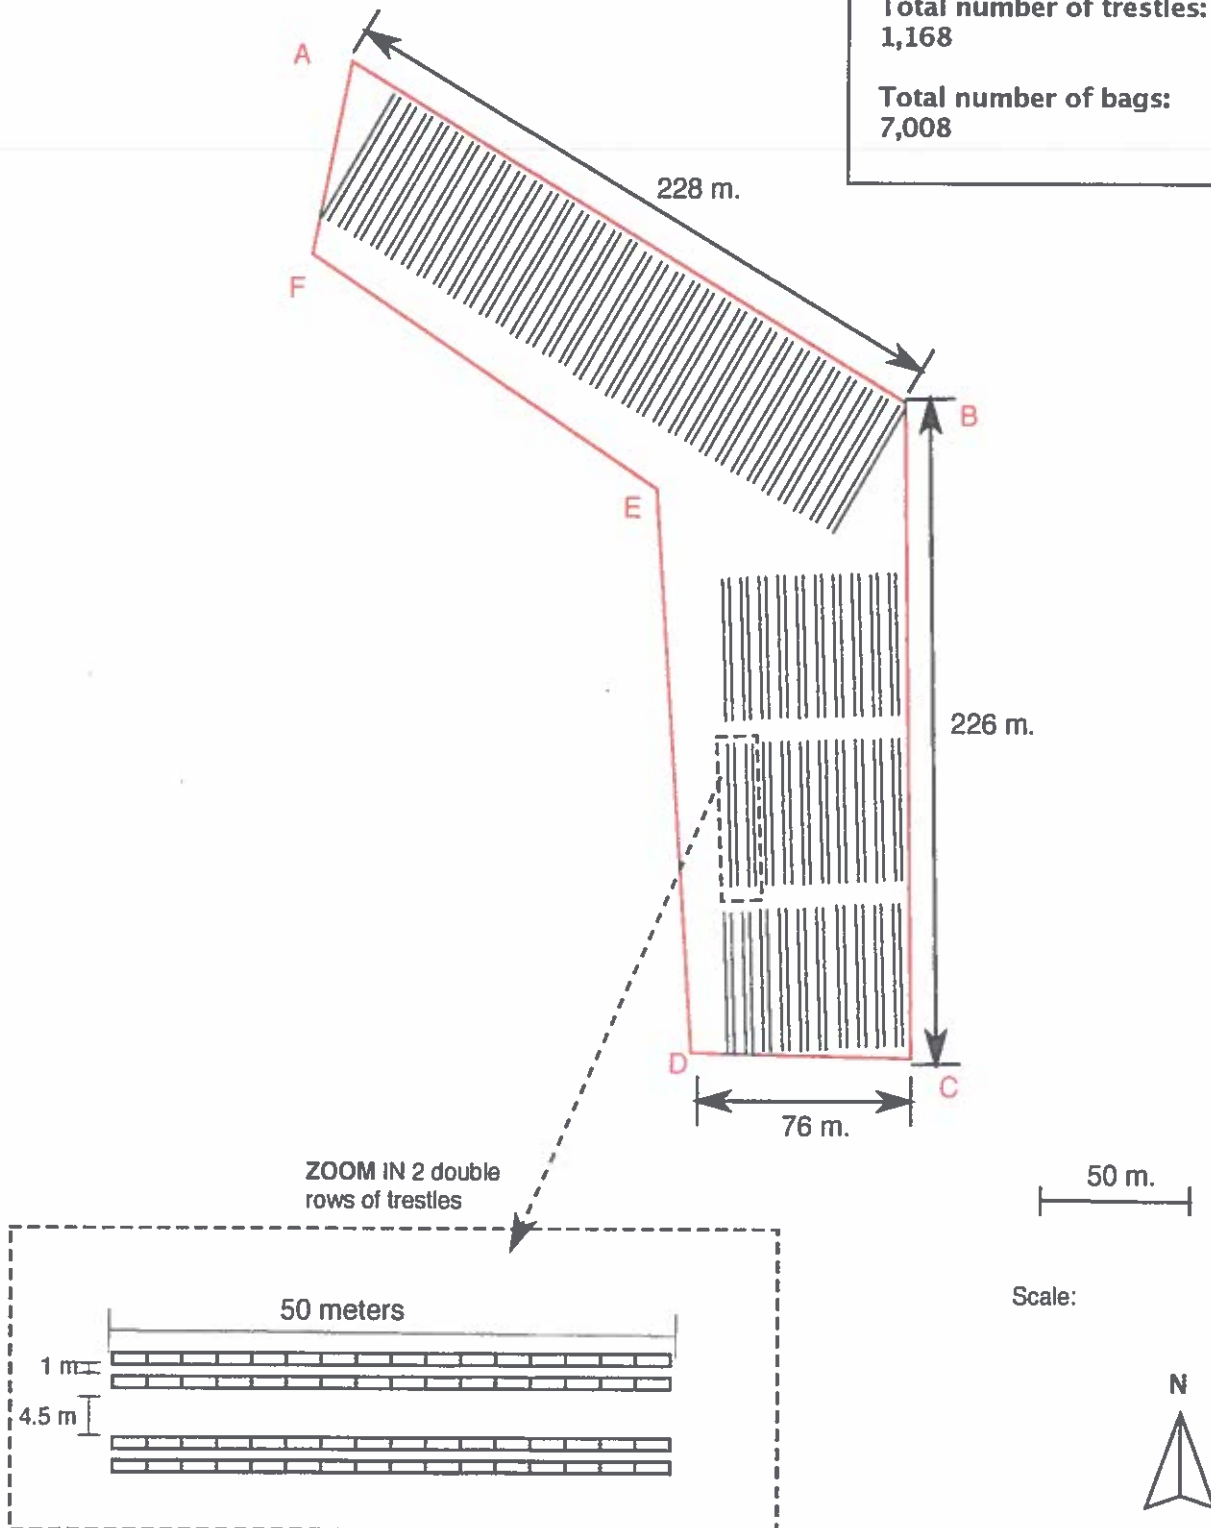 Total number of trestles:
1,168
Total number of bags:
7,008
A
228 m.
F
B
E
226 m.
D
C
76 m.
ZOOM IN 2 double
rows of trestles
50 m.
50 meters
Scale:
1 m
4.5 m
N